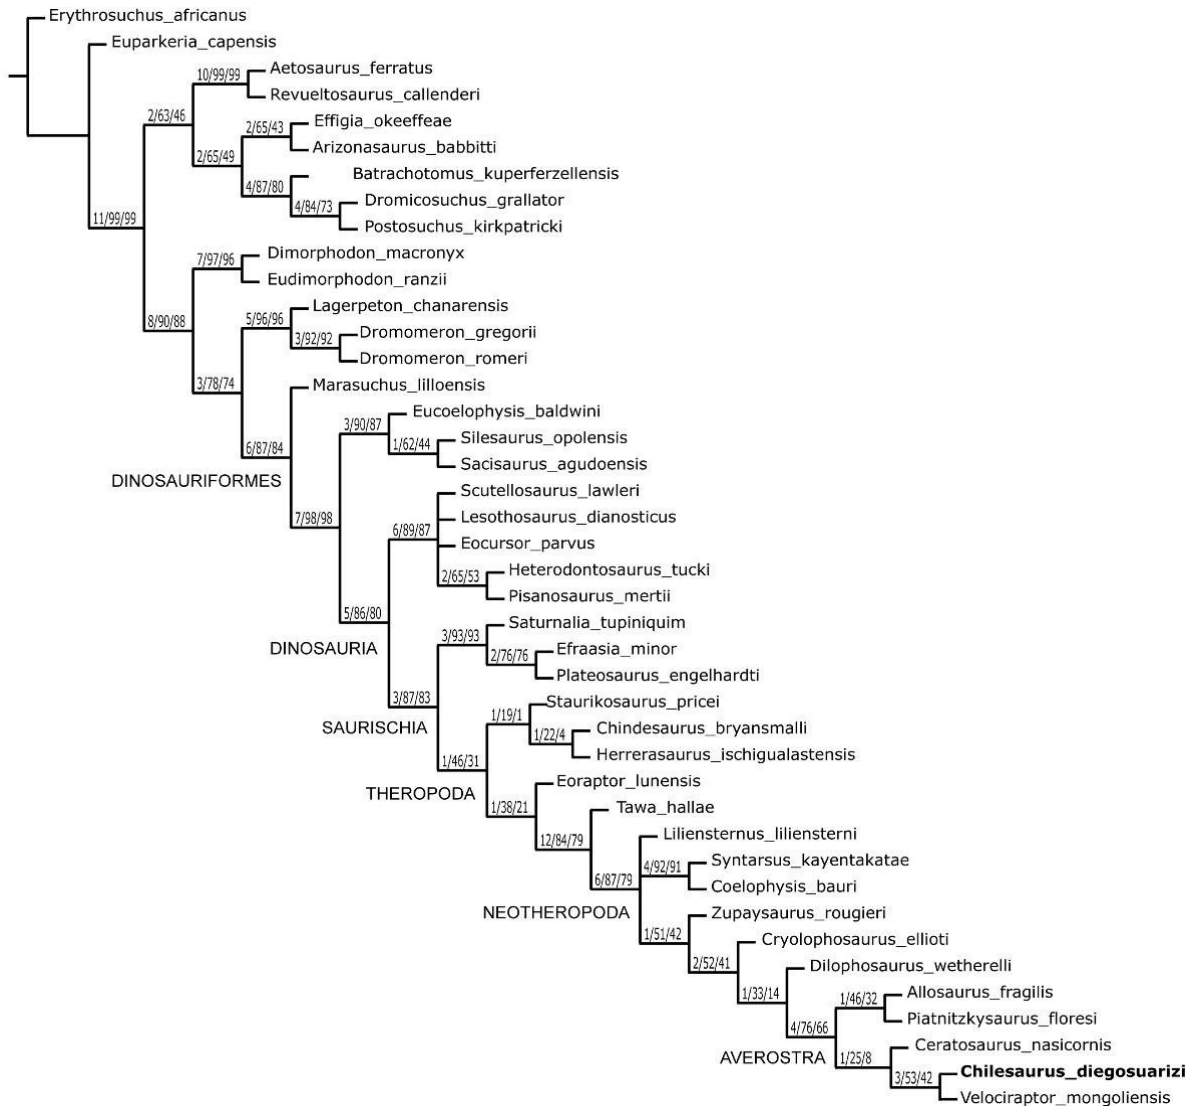 Erythrosuchus_africanus
Euparkeria_capensis
Aetosaurus_ferratus
10/99/99
Revueltosaurus_callenderi
2/63/46
Effigia_okeeffeae
2/65/43
Arizonasaurus_babbitti
2/65/49
Batrachotomus_kuperferzellensis
4/87/80
Dromicosuchus_grallator
4/84/73
11/99/99
Postosuchus_kirkpatricki
Dimorphodon_macronyx
7/97/96
Eudimorphodon_ranzii
Lagerpeton_chanarensis
5/96/96
8/90/88
Dromomeron_gregorii
3/92/92
Dromomeron_romeri
3/78/74
Marasuchus_lilloensis
Eucoelophysis_baldwini
3/90/87
Silesaurus_opolensis
1/62/44
6/87/84
Sacisaurus_agudoensis
DINOSAURIFORMES
Scutellosaurus_lawleri
7/98/98
Lesothosaurus_dianosticus
6/89/87
Eocursor_parvus
Heterodontosaurus_tucki
2/65/53
Pisanosaurus_mertii
5/86/80
Saturnalia_tupiniquim
DINOSAURIA
3/93/93
Efraasia_minor
2/76/76
Plateosaurus_engelhardti
3/87/83
Staurikosaurus_pricei
SAURISCHIA
1/19/1
Chindesaurus_bryansmalli
1/22/4
Herrerasaurus_ischigualastensis
1/46/31
Eoraptor_lunensis
THEROPODA
1/38/21
Tawa_hallae
12/84/79
Liliensternus_liliensterni
Syntarsus_kayentakatae
4/92/91
6/87/79
Coelophysis_bauri
NEOTHEROPODA
Zupaysaurus_rougieri
1/51/42
Cryolophosaurus_ellioti
2/52/41
Dilophosaurus_wetherelli
1/33/14
Allosaurus_fragilis
1/46/32
Piatnitzkysaurus_floresi
4/76/66
Ceratosaurus_nasicornis
AVEROSTRA
1/25/8
Chilesaurus_diegosuarizi
3/53/42
Velociraptor_mongoliensis